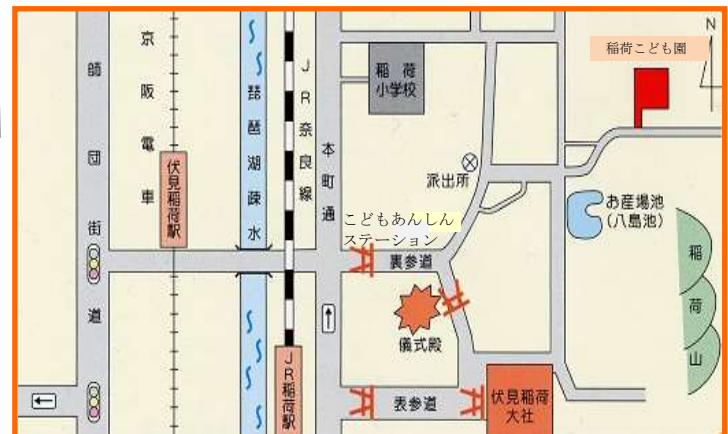 師団街道
京阪電車
伏見稲荷駅
琵琶湖疏水
JR奈良線
JR稲荷駅
本町通
稲荷
小学校
派出所
こどもあんしん
ステーション
裏参道
儀式殿
表参道
伏見稲荷
大社
稲荷こども園
N
お産場池
(八島池)
稲荷山